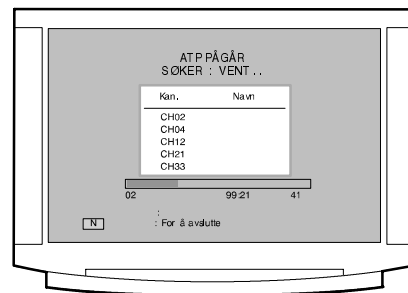 ATP PÅGÅR
SØKER : VENT . .
Kan. Navn
CH02
CH04
CH12
CH21
CH33
02 99:21 41
:
N : For å avslutte